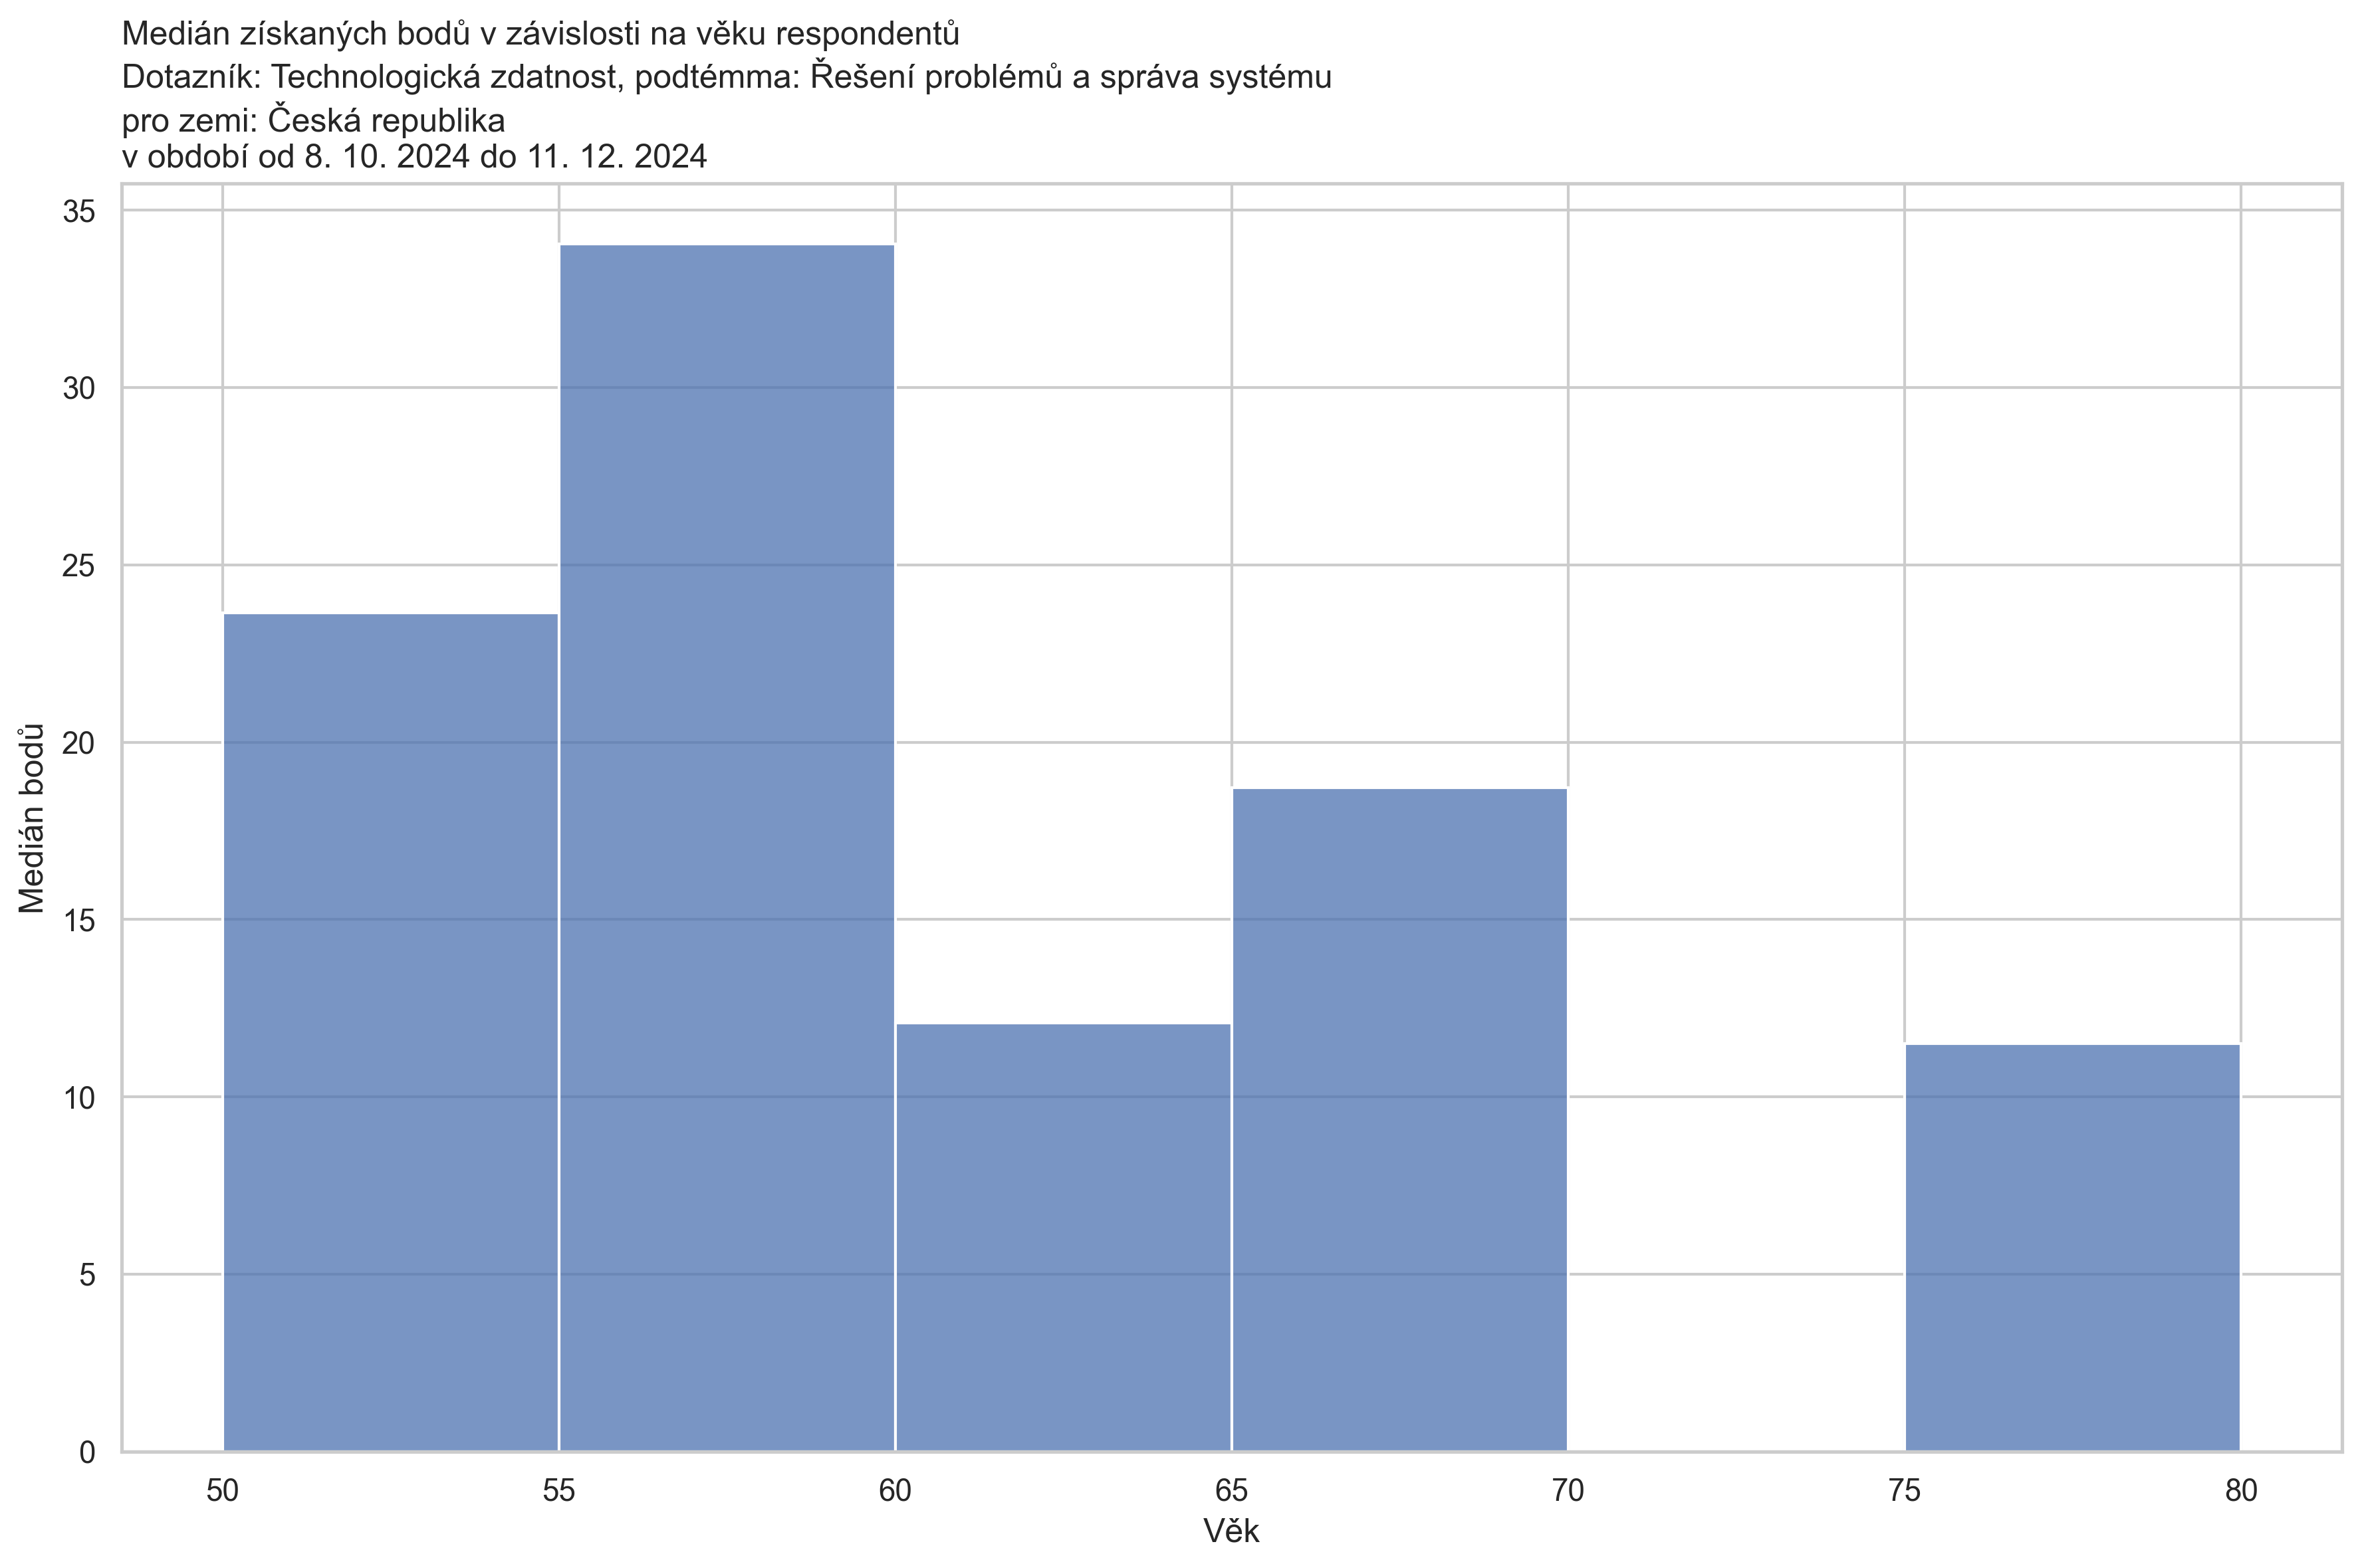 Medián získaných bodů v závislosti na věku respondentů
Dotazník: Technologická zdatnost, podtémma: Řešení problémů a správa systému
pro zemi: Česká republika
v období od 8. 10. 2024 do 11. 12. 2024
35
30
25
20
15
10
5
0
Medián bodů
50 55 60 65 70 75 80
Věk